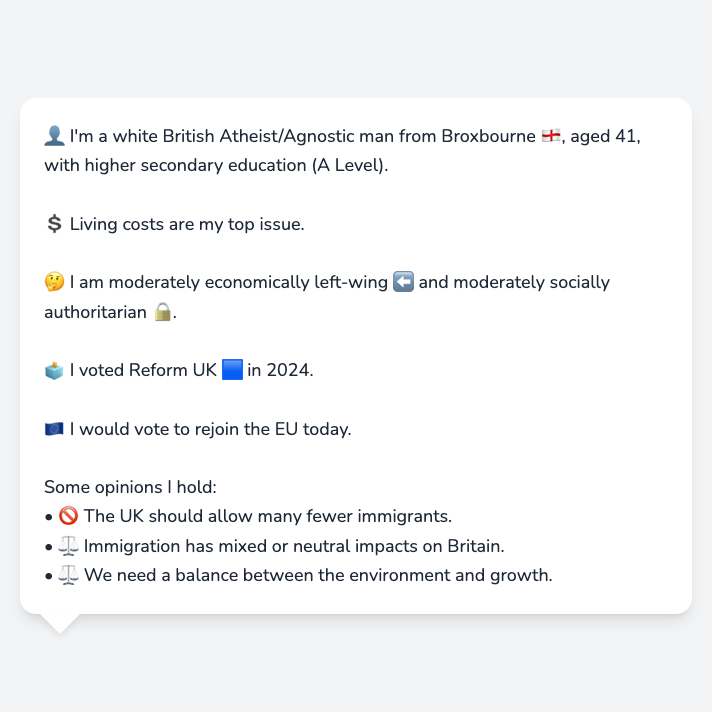 👤 I'm a white British Atheist/Agnostic man from Broxbourne 🏴󠁧󠁢󠁥󠁮󠁧󠁿, aged 41,
with higher secondary education (A Level).
💲 Living costs are my top issue.
🤔 I am moderately economically left-wing ⬅️ and moderately socially
authoritarian 🔒.
🗳️ I voted Reform UK 🟦 in 2024.
🇪🇺 I would vote to rejoin the EU today.
Some opinions I hold:
• 🚫 The UK should allow many fewer immigrants.
• ⚖️ Immigration has mixed or neutral impacts on Britain.
• ⚖️ We need a balance between the environment and growth.